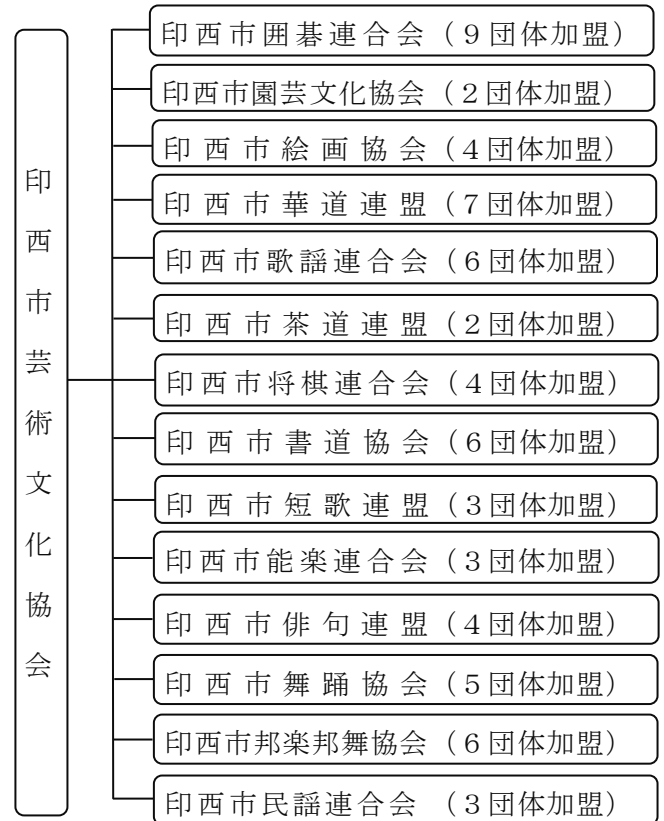 印西市芸術文化協会
印西市囲碁連合会（９団体加盟）
印西市園芸文化協会（２団体加盟）
印西市絵画協会（４団体加盟）
印西市華道連盟（７団体加盟）
印西市歌謡連合会（６団体加盟）
印西市茶道連盟（２団体加盟）
印西市将棋連合会（４団体加盟）
印西市書道協会（６団体加盟）
印西市短歌連盟（３団体加盟）
印西市能楽連合会（３団体加盟）
印西市俳句連盟（４団体加盟）
印西市舞踊協会（５団体加盟）
印西市邦楽邦舞協会（６団体加盟）
印西市民謡連合会　（３団体加盟）